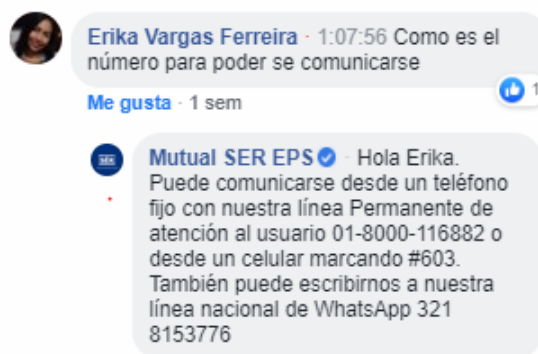 Erika Vargas Ferreira · 1:07:56 Como es el
número para poder se comunicarse
Me gusta · 1 sem
1
Mutual SER EPS · Hola Erika.
Puede comunicarse desde un teléfono
fijo con nuestra línea Permanente de
atención al usuario 01-8000-116882 o
desde un celular marcando #603.
También puede escribirnos a nuestra
línea nacional de WhatsApp 321
8153776